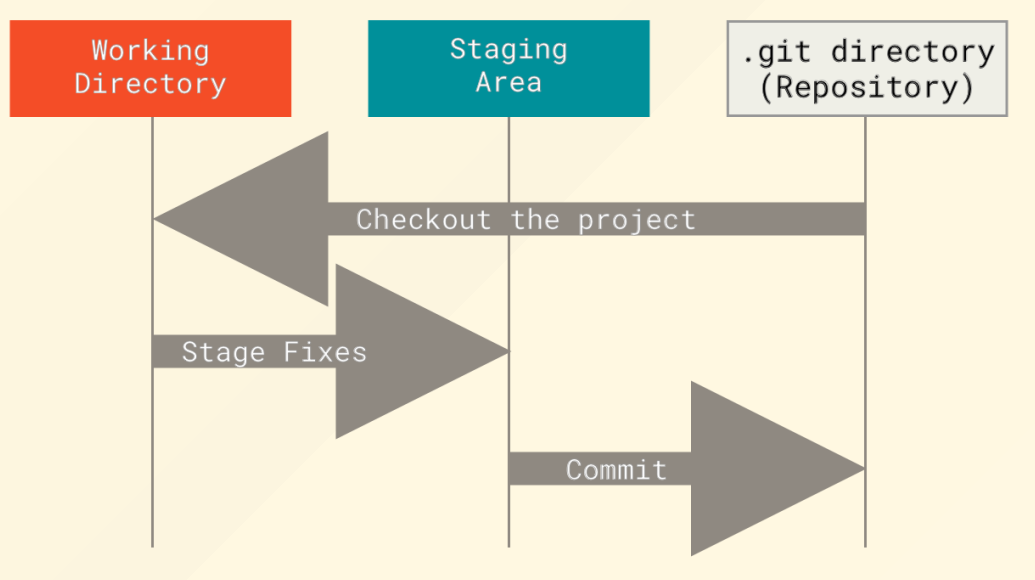 Working
Directory
Staging
Area
.git directory
(Repository)
Checkout the project
Stage Fixes
Commit